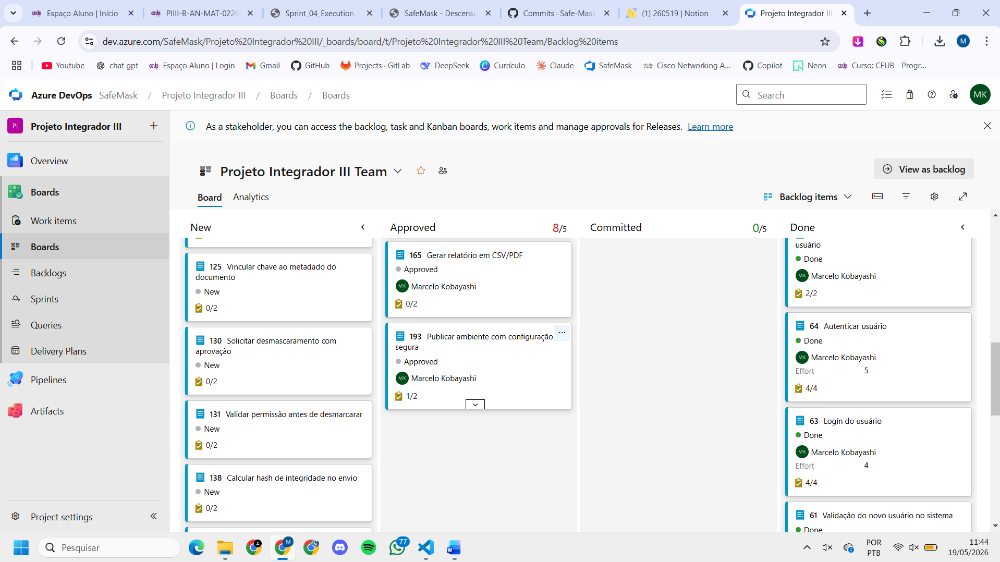 Espaço Aluno | Início
PIIII-B-AN-MAT-0226
Sprint_04_Execution_
SafeMask - Descensu
Commits · Safe-Mask
(1) 260519 | Notion
Projeto Integrador III
dev.azure.com/SafeMask/Projeto%20Integrador%20III/_boards/board/t/Projeto%20Integrador%20III%20Team/Backlog%20items
M
Youtube
chat gpt
Espaço Aluno | Login
Gmail
GitHub
Projects · GitLab
DeepSeek
Currículo
Claude
SafeMask
Cisco Networking A...
Copilot
Neon
Curso: CEUB - Progr...
Azure DevOps SafeMask / Projeto Integrador III / Boards / Boards
Search
MK
PI Projeto Integrador III
Overview
Boards
Work items
Boards
Backlogs
Sprints
Queries
Delivery Plans
Pipelines
Artifacts
Project settings
As a stakeholder, you can access the backlog, task and Kanban boards, work items and manage approvals for Releases. Learn more
Projeto Integrador III Team
View as backlog
Board
Analytics
Backlog items
New
125 Vincular chave ao metadado do
documento
New
0/2
130 Solicitar desmascaramento com
aprovação
New
0/2
131 Validar permissão antes de desmarcarar
New
0/2
138 Calcular hash de integridade no envio
New
0/2
Approved
8/5
165 Gerar relatório em CSV/PDF
Approved
MK Marcelo Kobayashi
0/2
193 Publicar ambiente com configuração
segura
Approved
MK Marcelo Kobayashi
1/2
Committed
0/5
Done
usuário
Done
MK Marcelo Kobayashi
2/2
64 Autenticar usuário
Done
MK Marcelo Kobayashi
Effort 5
4/4
63 Login do usuário
Done
MK Marcelo Kobayashi
Effort 4
4/4
61 Validação do novo usuário no sistema
Done
Pesquisar
M
77
POR
PTB
11:44
19/05/2026